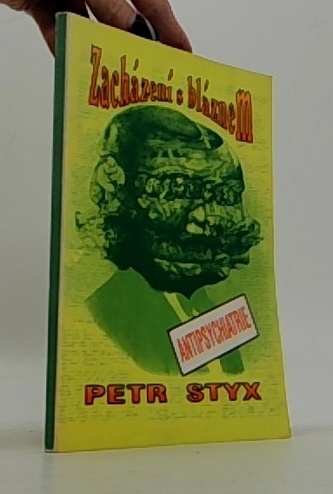 Zacházení s bláznem
ANTIPSYCHIATRIE
PETR STYX